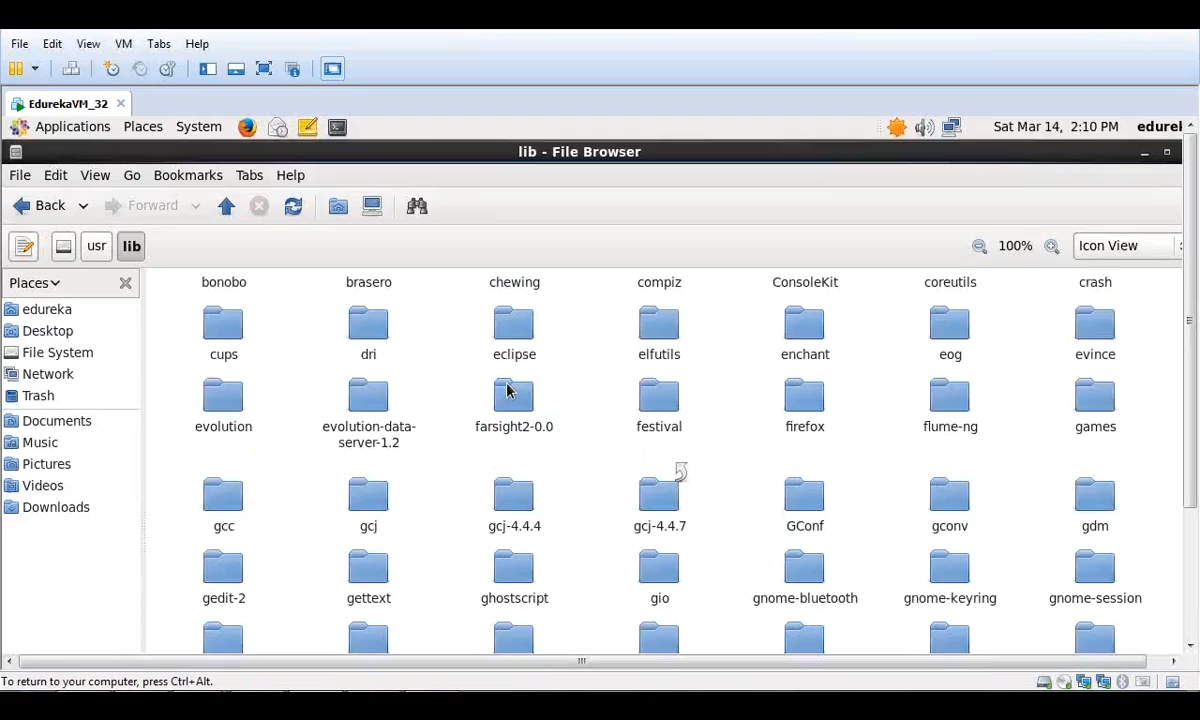 File Edit View VM Tabs Help
EdurekaVM_32
Applications Places System Sat Mar 14, 2:10 PM edurel
lib - File Browser
File Edit View Go Bookmarks Tabs Help
Back Forward
usr lib 100% Icon View
Places
edureka
Desktop
File System
Network
Trash
Documents
Music
Pictures
Videos
Downloads
bonobo brasero chewing compiz ConsoleKit coreutils crash
cups dri eclipse elfutils enchant eog evince
evolution evolution-data- farsight2-0.0 festival firefox flume-ng games
server-1.2
gcc gcj gcj-4.4.4 gcj-4.4.7 GConf gconv gdm
gedit-2 gettext ghostscript gio gnome-bluetooth gnome-keyring gnome-session
To return to your computer, press Ctrl+Alt.